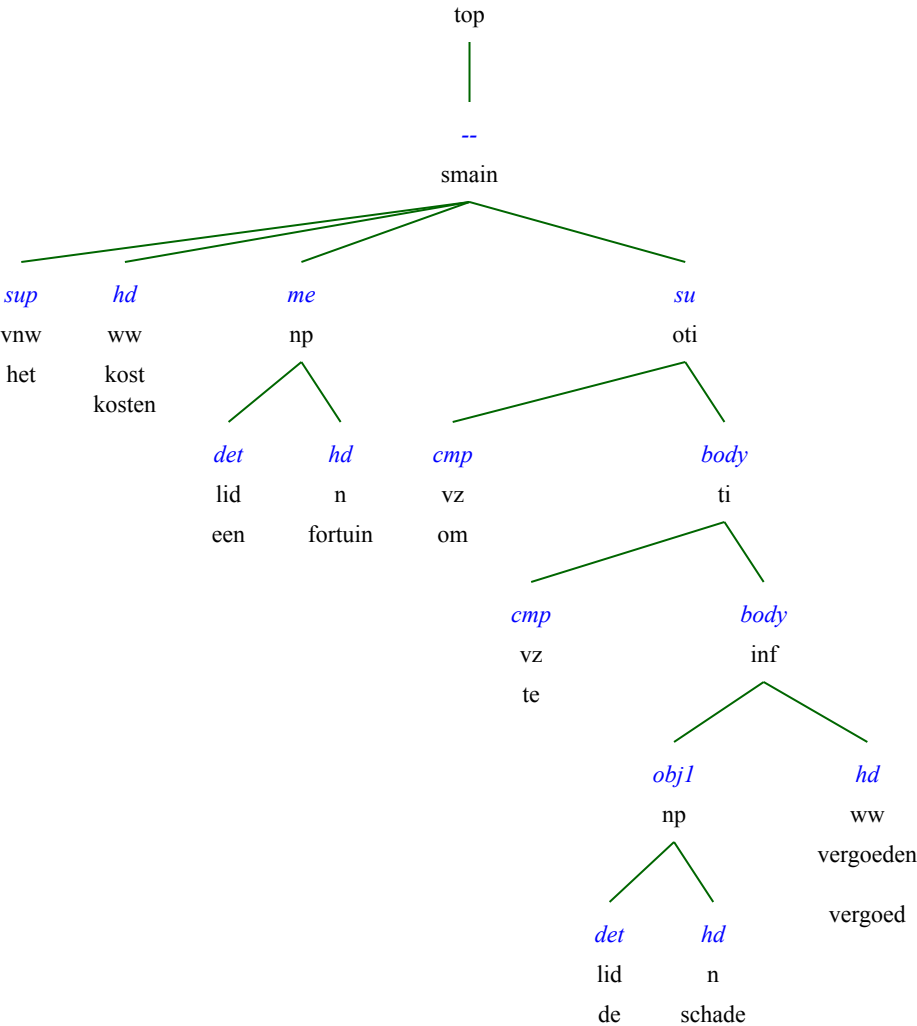 top
--
smain
sup hd me su
vnw ww np oti
het kost
kosten
det hd cmp body
lid n vz ti
een fortuin om
cmp body
vz inf
te
obj1 hd
np ww
vergoeden
vergoed
det hd
lid n
de schade